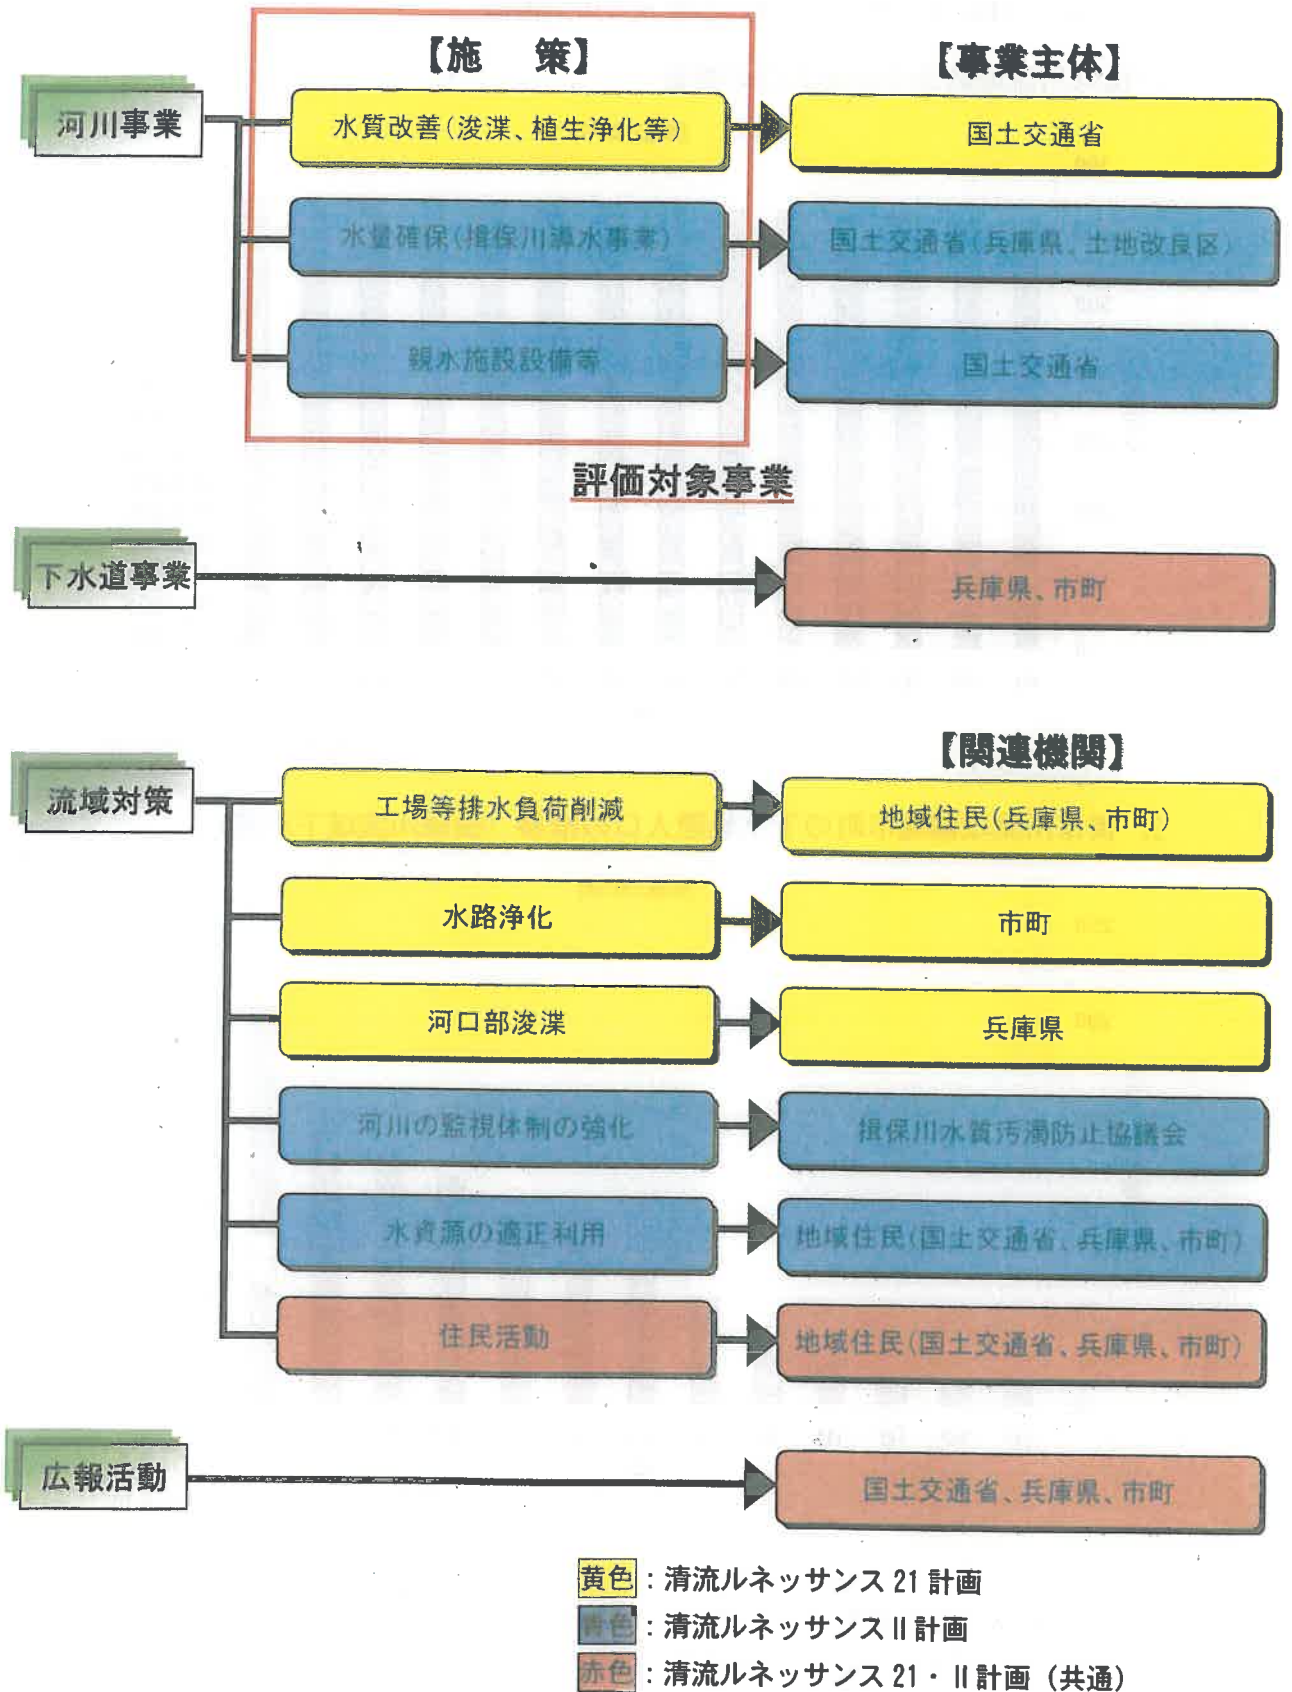 【施　策】
【事業主体】
河川事業
水質改善(浚渫、植生浄化等)
国土交通省
水量確保(揖保川導水事業)
国土交通省(兵庫県、土地改良区)
親水施設設備等
国土交通省
評価対象事業
下水道事業
兵庫県、市町
【関連機関】
流域対策
工場等排水負荷削減
地域住民(兵庫県、市町)
水路浄化
市町
河口部浚渫
兵庫県
河川の監視体制の強化
揖保川水質汚濁防止協議会
水資源の適正利用
地域住民(国土交通省、兵庫県、市町)
住民活動
地域住民(国土交通省、兵庫県、市町)
広報活動
国土交通省、兵庫県、市町
黄色：清流ルネッサンス 21 計画
青色：清流ルネッサンスⅡ計画
赤色：清流ルネッサンス 21・Ⅱ計画（共通）